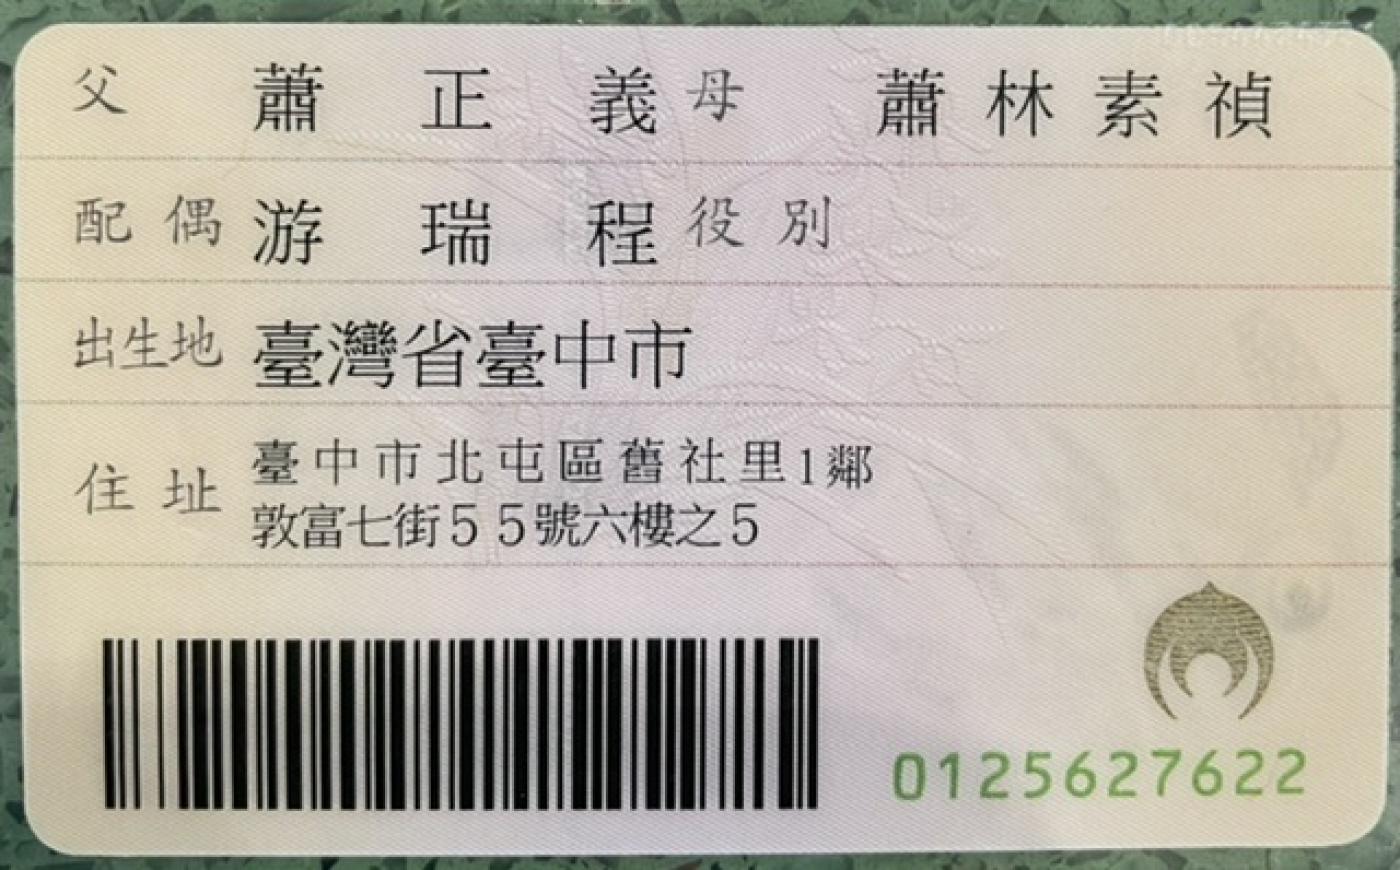 父 蕭正義 母 蕭林素禎
配偶 游瑞程 役別
出生地 臺灣省臺中市
住址 臺中市北屯區舊社里1鄰
敦富七街55號六樓之5
0125627622